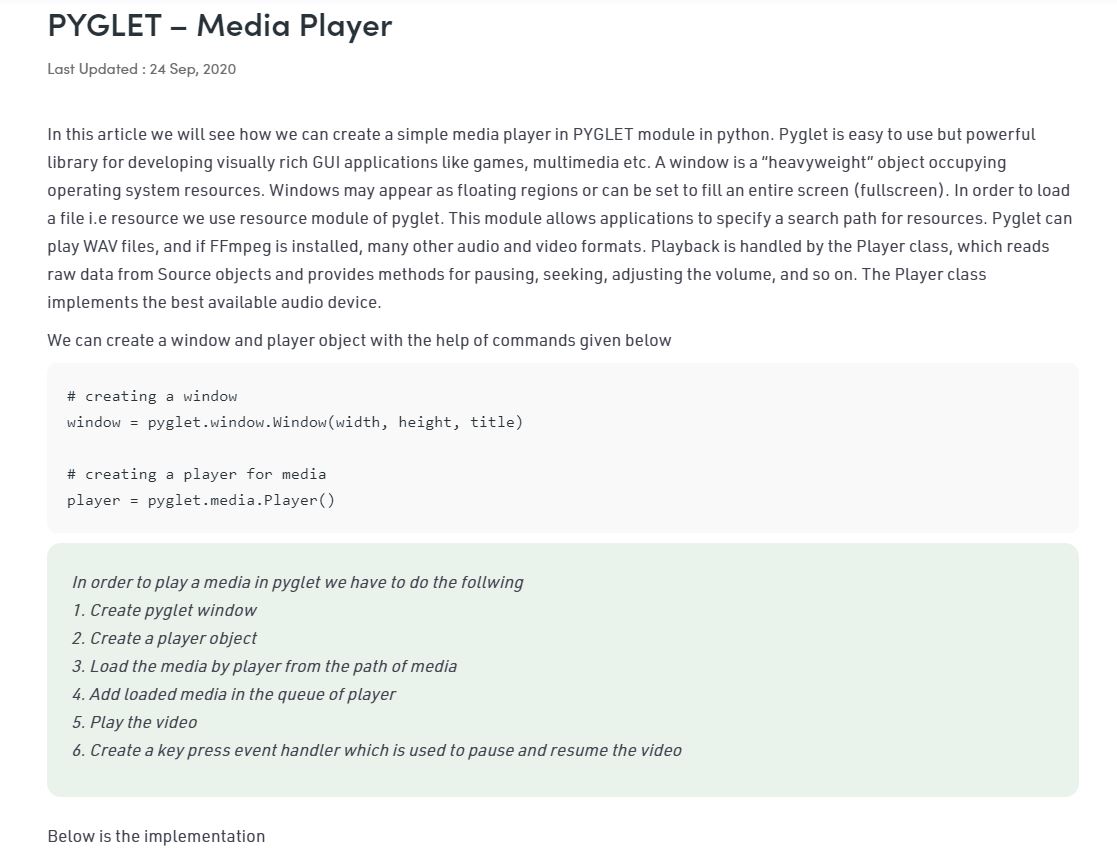 PYGLET – Media Player
Last Updated : 24 Sep, 2020
In this article we will see how we can create a simple media player in PYGLET module in python. Pyglet is easy to use but powerful
library for developing visually rich GUI applications like games, multimedia etc. A window is a “heavyweight” object occupying
operating system resources. Windows may appear as floating regions or can be set to fill an entire screen (fullscreen). In order to load
a file i.e resource we use resource module of pyglet. This module allows applications to specify a search path for resources. Pyglet can
play WAV files, and if FFmpeg is installed, many other audio and video formats. Playback is handled by the Player class, which reads
raw data from Source objects and provides methods for pausing, seeking, adjusting the volume, and so on. The Player class
implements the best available audio device.
We can create a window and player object with the help of commands given below
# creating a window
window = pyglet.window.Window(width, height, title)
# creating a player for media
player = pyglet.media.Player()
In order to play a media in pyglet we have to do the follwing
1. Create pyglet window
2. Create a player object
3. Load the media by player from the path of media
4. Add loaded media in the queue of player
5. Play the video
6. Create a key press event handler which is used to pause and resume the video
Below is the implementation